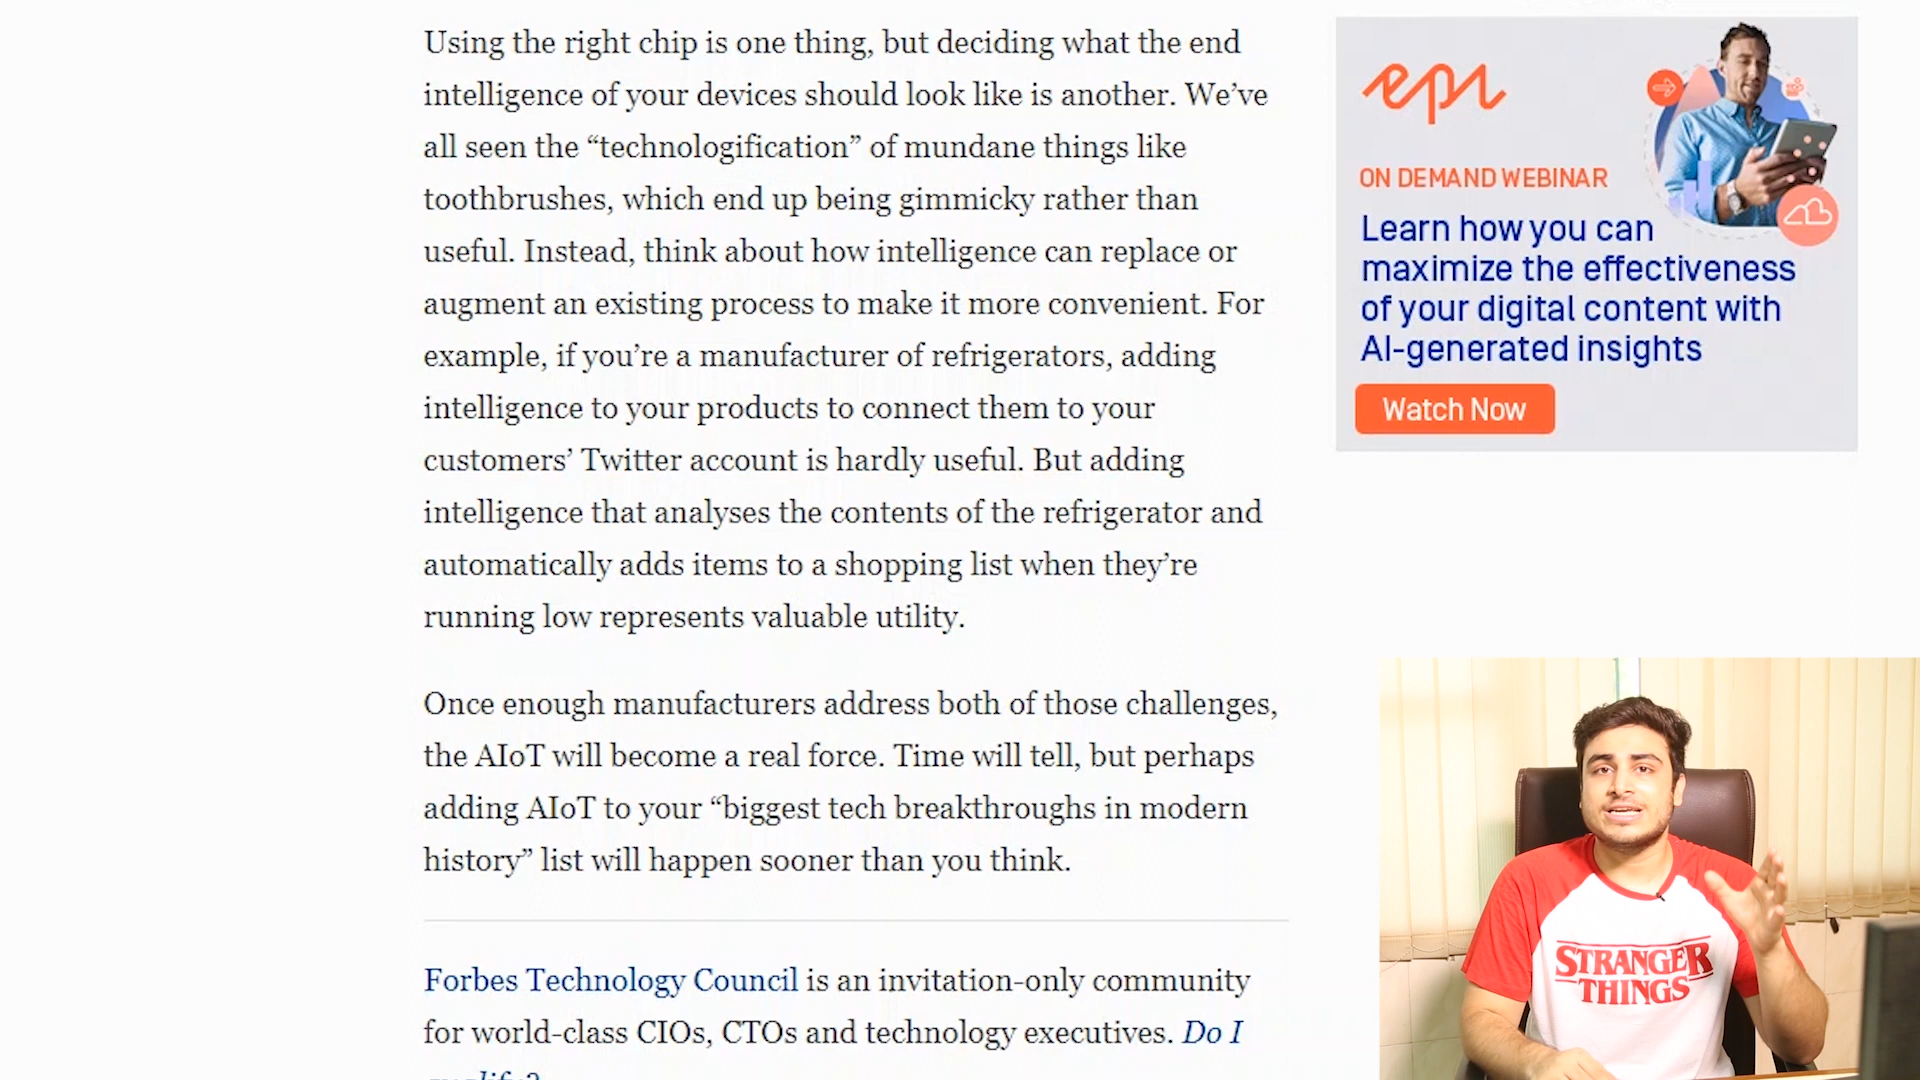 Using the right chip is one thing, but deciding what the end
intelligence of your devices should look like is another. We’ve
all seen the “technologification” of mundane things like
toothbrushes, which end up being gimmicky rather than
useful. Instead, think about how intelligence can replace or
augment an existing process to make it more convenient. For
example, if you’re a manufacturer of refrigerators, adding
intelligence to your products to connect them to your
customers’ Twitter account is hardly useful. But adding
intelligence that analyses the contents of the refrigerator and
automatically adds items to a shopping list when they’re
running low represents valuable utility.
Once enough manufacturers address both of those challenges,
the AIoT will become a real force. Time will tell, but perhaps
adding AIoT to your “biggest tech breakthroughs in modern
history” list will happen sooner than you think.
Forbes Technology Council is an invitation-only community
for world-class CIOs, CTOs and technology executives. Do I
qualify?
epi
ON DEMAND WEBINAR
Learn how you can
maximize the effectiveness
of your digital content with
AI-generated insights
Watch Now
STRANGER
THINGS